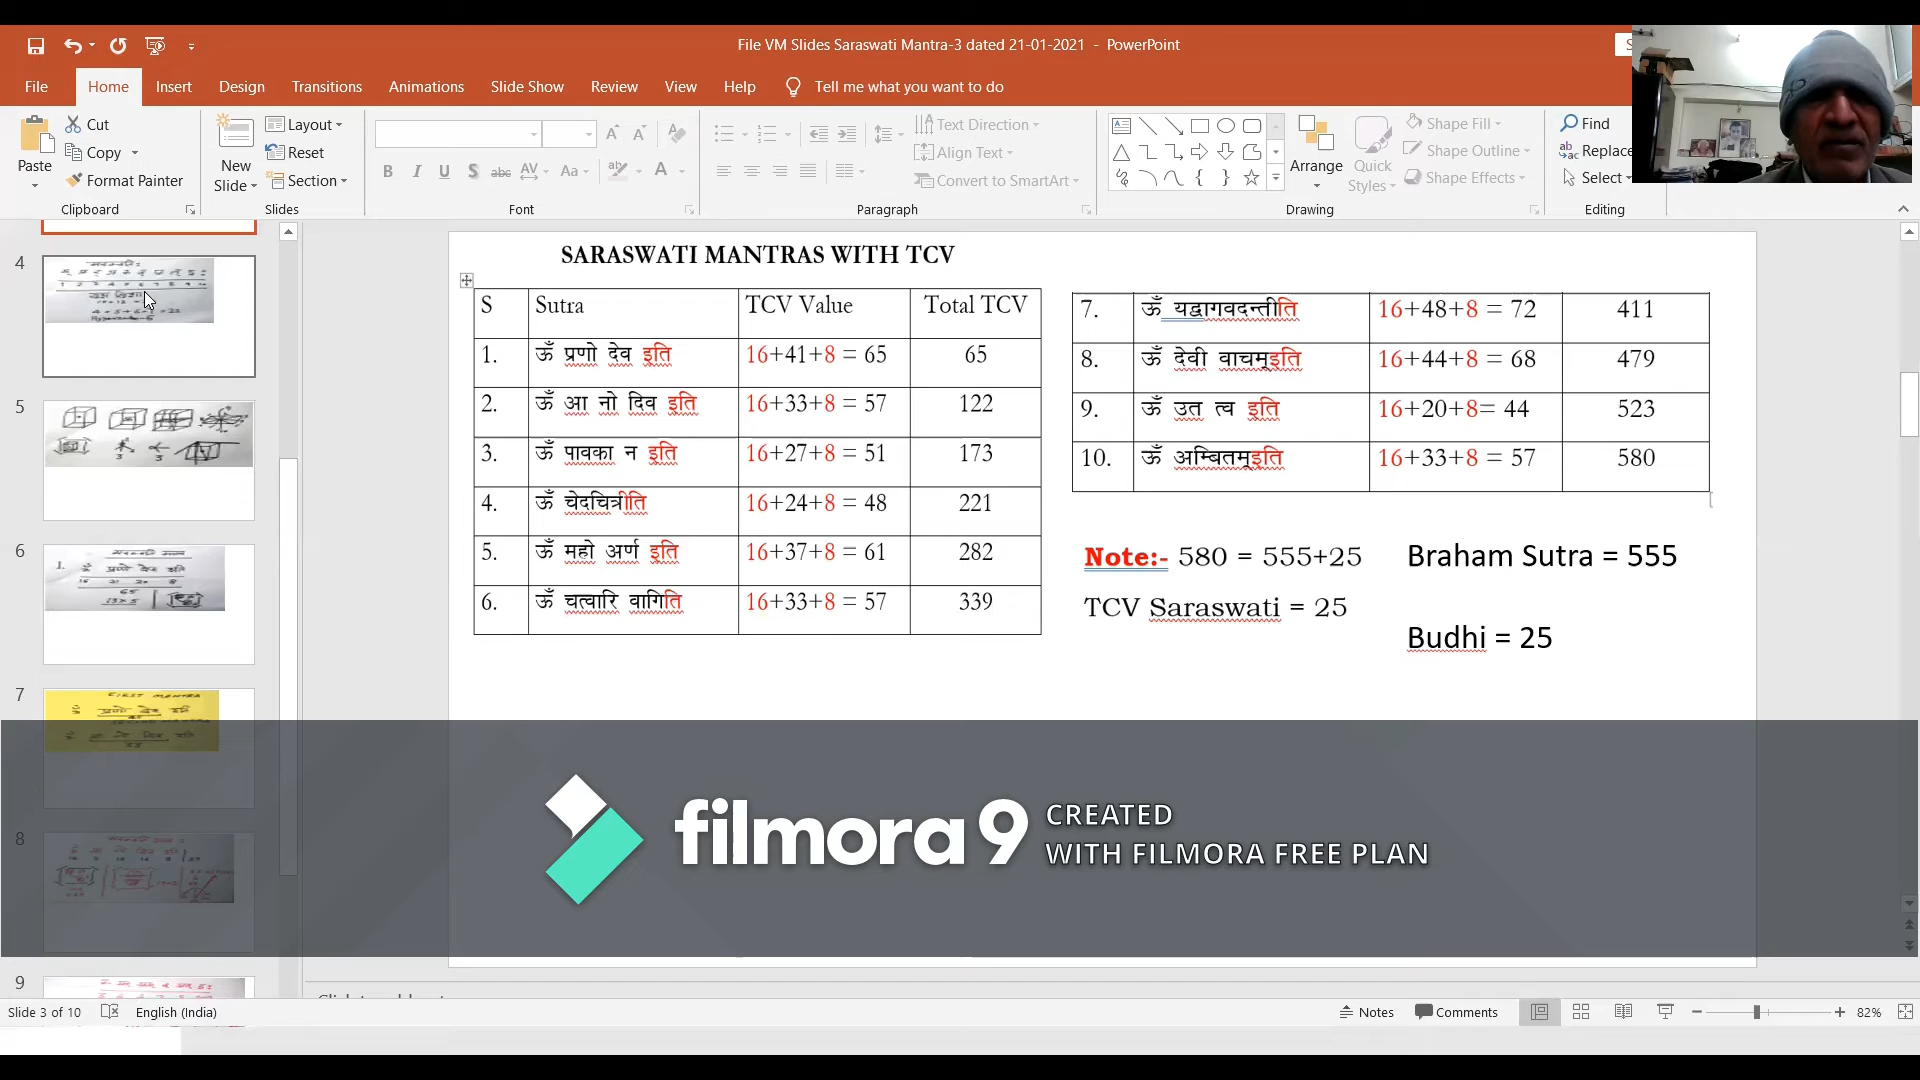 File VM Slides Saraswati Mantra-3 dated 21-01-2021 - PowerPoint
File Home Insert Design Transitions Animations Slide Show Review View Help Tell me what you want to do
Cut
Copy
Format Painter
Paste
Clipboard
New Slide
Layout
Reset
Section
Slides
Font
Text Direction
Align Text
Convert to SmartArt
Paragraph
Arrange
Quick Styles
Shape Fill
Shape Outline
Shape Effects
Drawing
Find
Replace
Select
Editing
4
5
6
7
8
9
SARASWATI MANTRAS WITH TCV
S Sutra TCV Value Total TCV
1. ऊँ प्रणो देव इति 16+41+8 = 65 65
2. ऊँ आ नो दिव इति 16+33+8 = 57 122
3. ऊँ पावका न इति 16+27+8 = 51 173
4. ऊँ चेदचित्रीति 16+24+8 = 48 221
5. ऊँ महो अर्ण इति 16+37+8 = 61 282
6. ऊँ चत्वारि वागिति 16+33+8 = 57 339
7. ऊँ यद्वागवदन्तीति 16+48+8 = 72 411
8. ऊँ देवी वाचमूइति 16+44+8 = 68 479
9. ऊँ उत त्व इति 16+20+8= 44 523
10. ऊँ अम्बितमूइति 16+33+8 = 57 580
Note:- 580 = 555+25
TCV Saraswati = 25
Braham Sutra = 555
Budhi = 25
filmora 9 CREATED
WITH FILMORA FREE PLAN
Slide 3 of 10 English (India) Notes Comments 82%